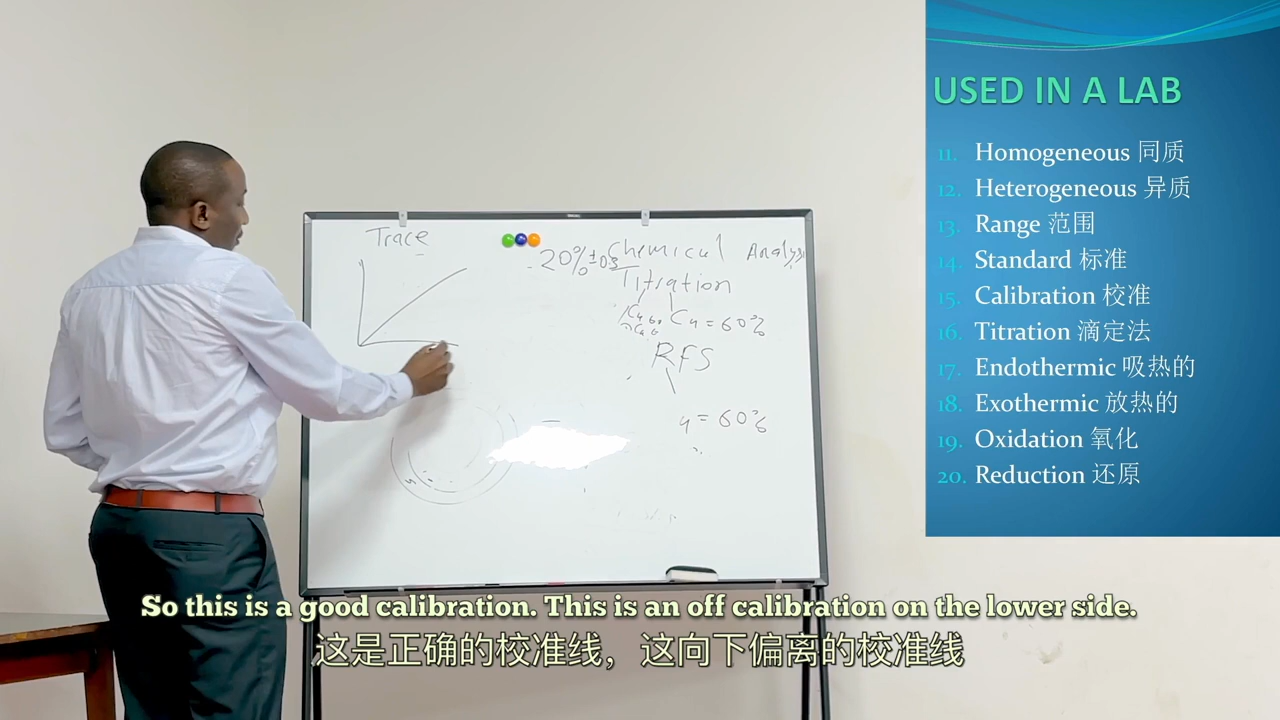 USED IN A LAB
11. Homogeneous 同质
12. Heterogeneous 异质
13. Range 范围
14. Standard 标准
15. Calibration 校准
16. Titration 滴定法
17. Endothermic 吸热的
18. Exothermic 放热的
19. Oxidation 氧化
20. Reduction 还原
Trace
20%
Chemical Analysis
Titration
Cu = 60%
RFS
= 60%
So this is a good calibration. This is an off calibration on the lower side.
这是正确的校准线，这向下偏离的校准线